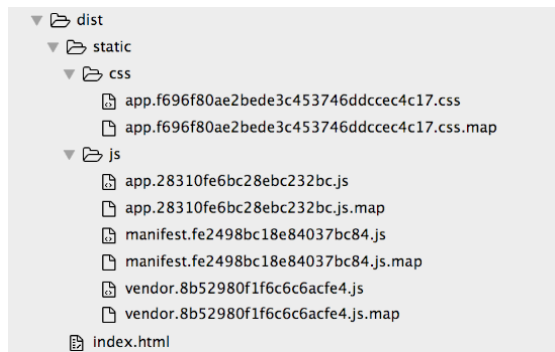 dist
static
css
app.f696f80ae2bede3c453746ddccec4c17.css
app.f696f80ae2bede3c453746ddccec4c17.css.map
js
app.28310fe6bc28ebc232bc.js
app.28310fe6bc28ebc232bc.js.map
manifest.fe2498bc18e84037bc84.js
manifest.fe2498bc18e84037bc84.js.map
vendor.8b52980f1f6c6c6acfe4.js
vendor.8b52980f1f6c6c6acfe4.js.map
index.html